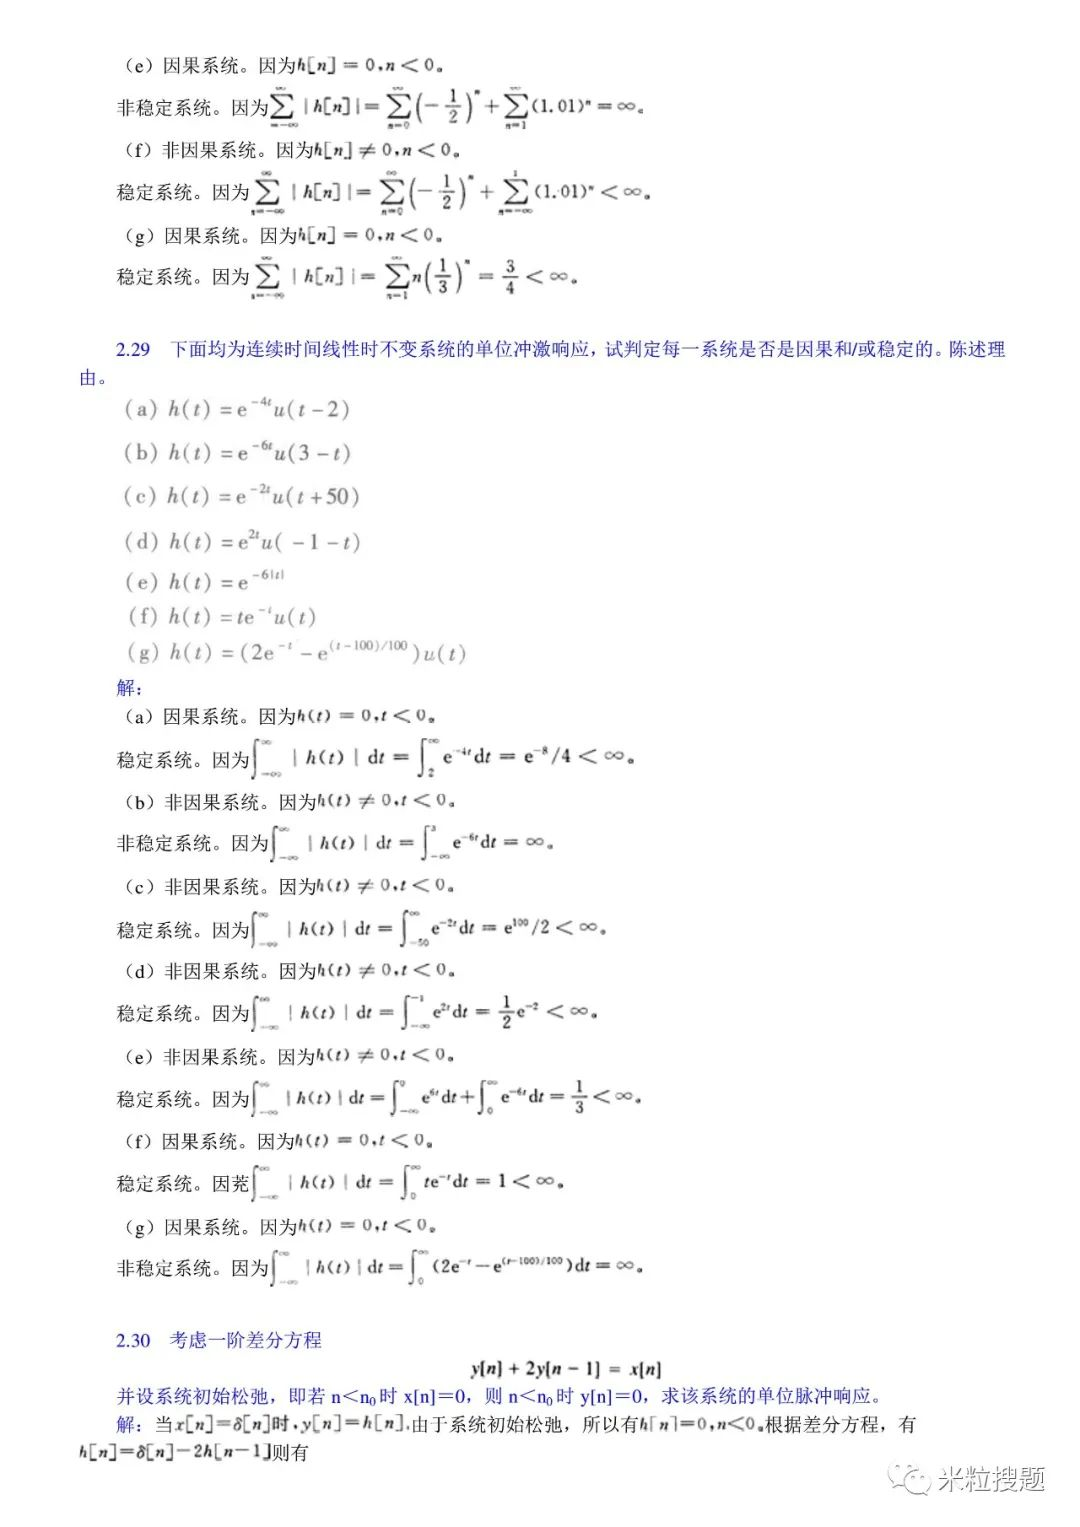 (e)因果系统。因为h[n] = 0,n < 0。
非稳定系统。因为∑_{=-∞}^{∞} |h[n]| = ∑_{n=0}^{∞} (-1/2)^n + ∑_{n=1}^{∞} (1.01)^n = ∞。
(f)非因果系统。因为h[n] ≠ 0,n < 0。
稳定系统。因为∑_{n=-∞}^{∞} |h[n]| = ∑_{n=0}^{∞} (-1/2)^n + ∑_{n=-∞}^{1} (1.01)^n < ∞。
(g)因果系统。因为h[n] = 0,n < 0。
稳定系统。因为∑_{n=-∞}^{∞} |h[n]| = ∑_{n=1}^{∞} n(1/3)^n = 3/4 < ∞。
2.29 下面均为连续时间线性时不变系统的单位冲激响应，试判定每一系统是否是因果和/或稳定的。陈述理
由。
(a) h(t) = e^{-4t}u(t-2)
(b) h(t) = e^{-6t}u(3-t)
(c) h(t) = e^{-2t}u(t+50)
(d) h(t) = e^{2t}u(-1-t)
(e) h(t) = e^{-6|t|}
(f) h(t) = te^{-t}u(t)
(g) h(t) = (2e^{-t} - e^{(t-100)/100})u(t)
解：
(a)因果系统。因为h(t) = 0,t < 0。
稳定系统。因为∫_{-∞}^{∞} |h(t)| dt = ∫_{2}^{∞} e^{-4t}dt = e^{-8}/4 < ∞。
(b)非因果系统。因为h(t) ≠ 0,t < 0。
非稳定系统。因为∫_{-∞}^{∞} |h(t)| dt = ∫_{-∞}^{3} e^{-6t}dt = ∞。
(c)非因果系统。因为h(t) ≠ 0,t < 0。
稳定系统。因为∫_{-∞}^{∞} |h(t)| dt = ∫_{-50}^{∞} e^{-2t}dt = e^{100}/2 < ∞。
(d)非因果系统。因为h(t) ≠ 0,t < 0。
稳定系统。因为∫_{-∞}^{∞} |h(t)| dt = ∫_{-∞}^{-1} e^{2t}dt = 1/2 e^{-2} < ∞。
(e)非因果系统。因为h(t) ≠ 0,t < 0。
稳定系统。因为∫_{-∞}^{∞} |h(t)| dt = ∫_{-∞}^{0} e^{6t}dt + ∫_{0}^{∞} e^{-6t}dt = 1/3 < ∞。
(f)因果系统。因为h(t) = 0,t < 0。
稳定系统。因莞∫_{-∞}^{∞} |h(t)| dt = ∫_{0}^{∞} te^{-t}dt = 1 < ∞。
(g)因果系统。因为h(t) = 0,t < 0。
非稳定系统。因为∫_{-∞}^{∞} |h(t)| dt = ∫_{0}^{∞} (2e^{-t} - e^{(t-100)/100})dt = ∞。
2.30 考虑一阶差分方程
y[n] + 2y[n - 1] = x[n]
并设系统初始松弛，即若 n＜n₀时 x[n]＝0，则 n＜n₀时 y[n]＝0，求该系统的单位脉冲响应。
解：当x[n]=δ[n]时,y[n]=h[n].由于系统初始松弛，所以有h[n]=0,n<0。根据差分方程，有
h[n]=δ[n]-2h[n-1]则有
米粒搜题